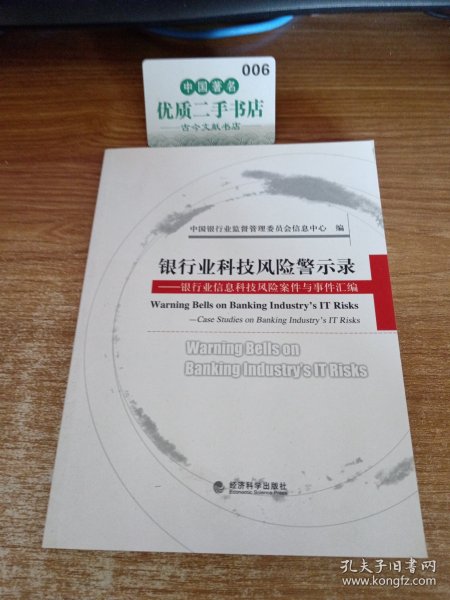 006
中国著名
优质二手书店
古今文献书店
中国银行业监督管理委员会信息中心 编
银行业科技风险警示录
——银行业信息科技风险案件与事件汇编
Warning Bells on Banking Industry's IT Risks
—Case Studies on Banking Industry's IT Risks
Warning Bells on
Banking Industry's IT Risks
经济科学出版社
Economic Science Press
孔夫子旧书网
www.kongfz.com